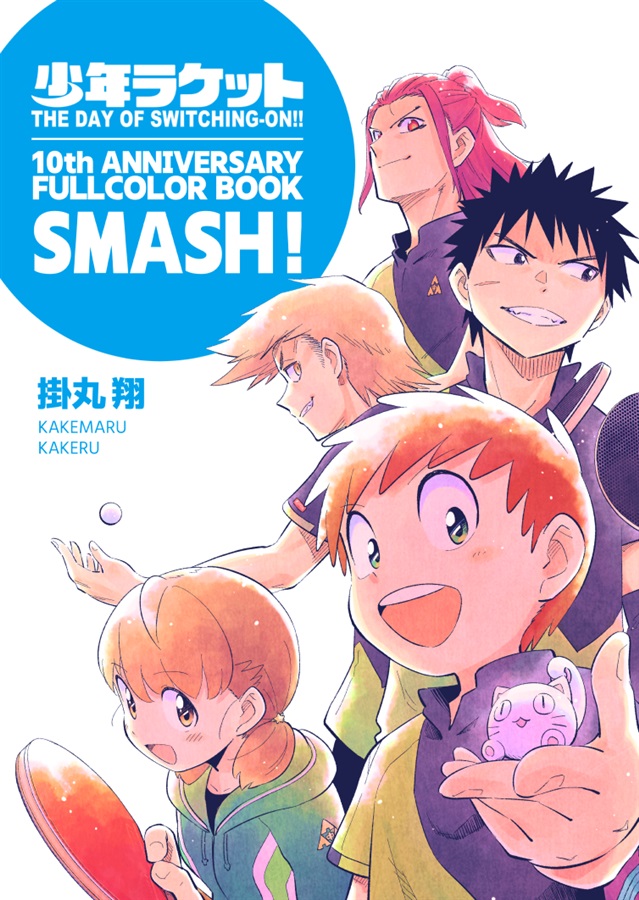 少年ラケット
THE DAY OF SWITCHING-ON!!
10th ANNIVERSARY
FULLCOLOR BOOK
SMASH!
掛丸 翔
KAKEMARU
KAKERU